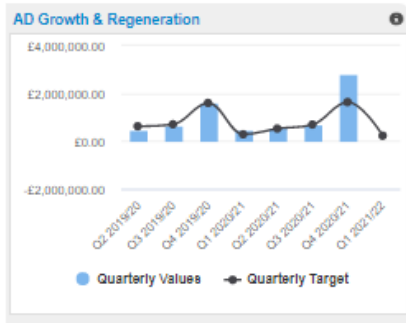 AD Growth & Regeneration
£4,000,000.00
£2,000,000.00
£0.00
-£2,000,000.00
Q2 2019/20
Q3 2019/20
Q4 2019/20
Q1 2020/21
Q2 2020/21
Q3 2020/21
Q4 2020/21
Q1 2021/22
Quarterly Values
Quarterly Target